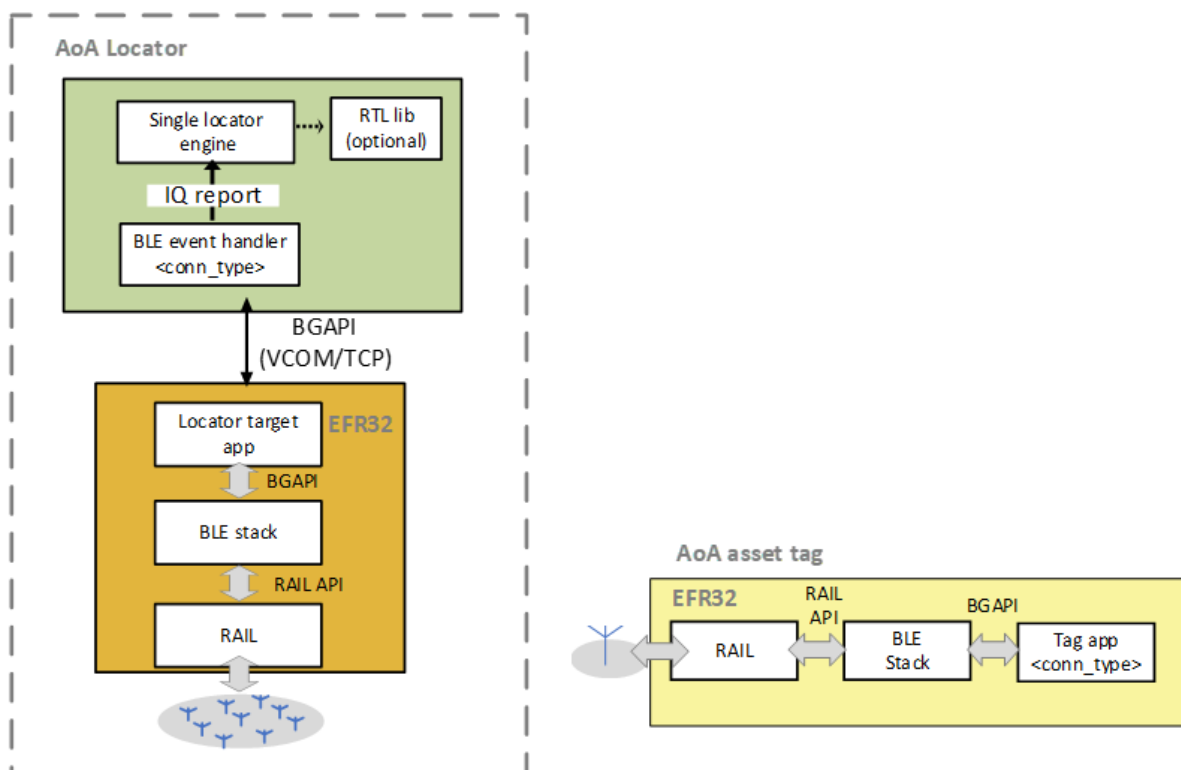 AoA Locator
Single locator
engine
RTL lib
(optional)
IQ report
BLE event handler
<conn_type>
BGAPI
(VCOM/TCP)
EFR32
Locator target
app
BGAPI
BLE stack
RAIL API
RAIL
AoA asset tag
EFR32
RAIL
API
BGAPI
RAIL
BLE
Stack
Tag app
<conn_type>